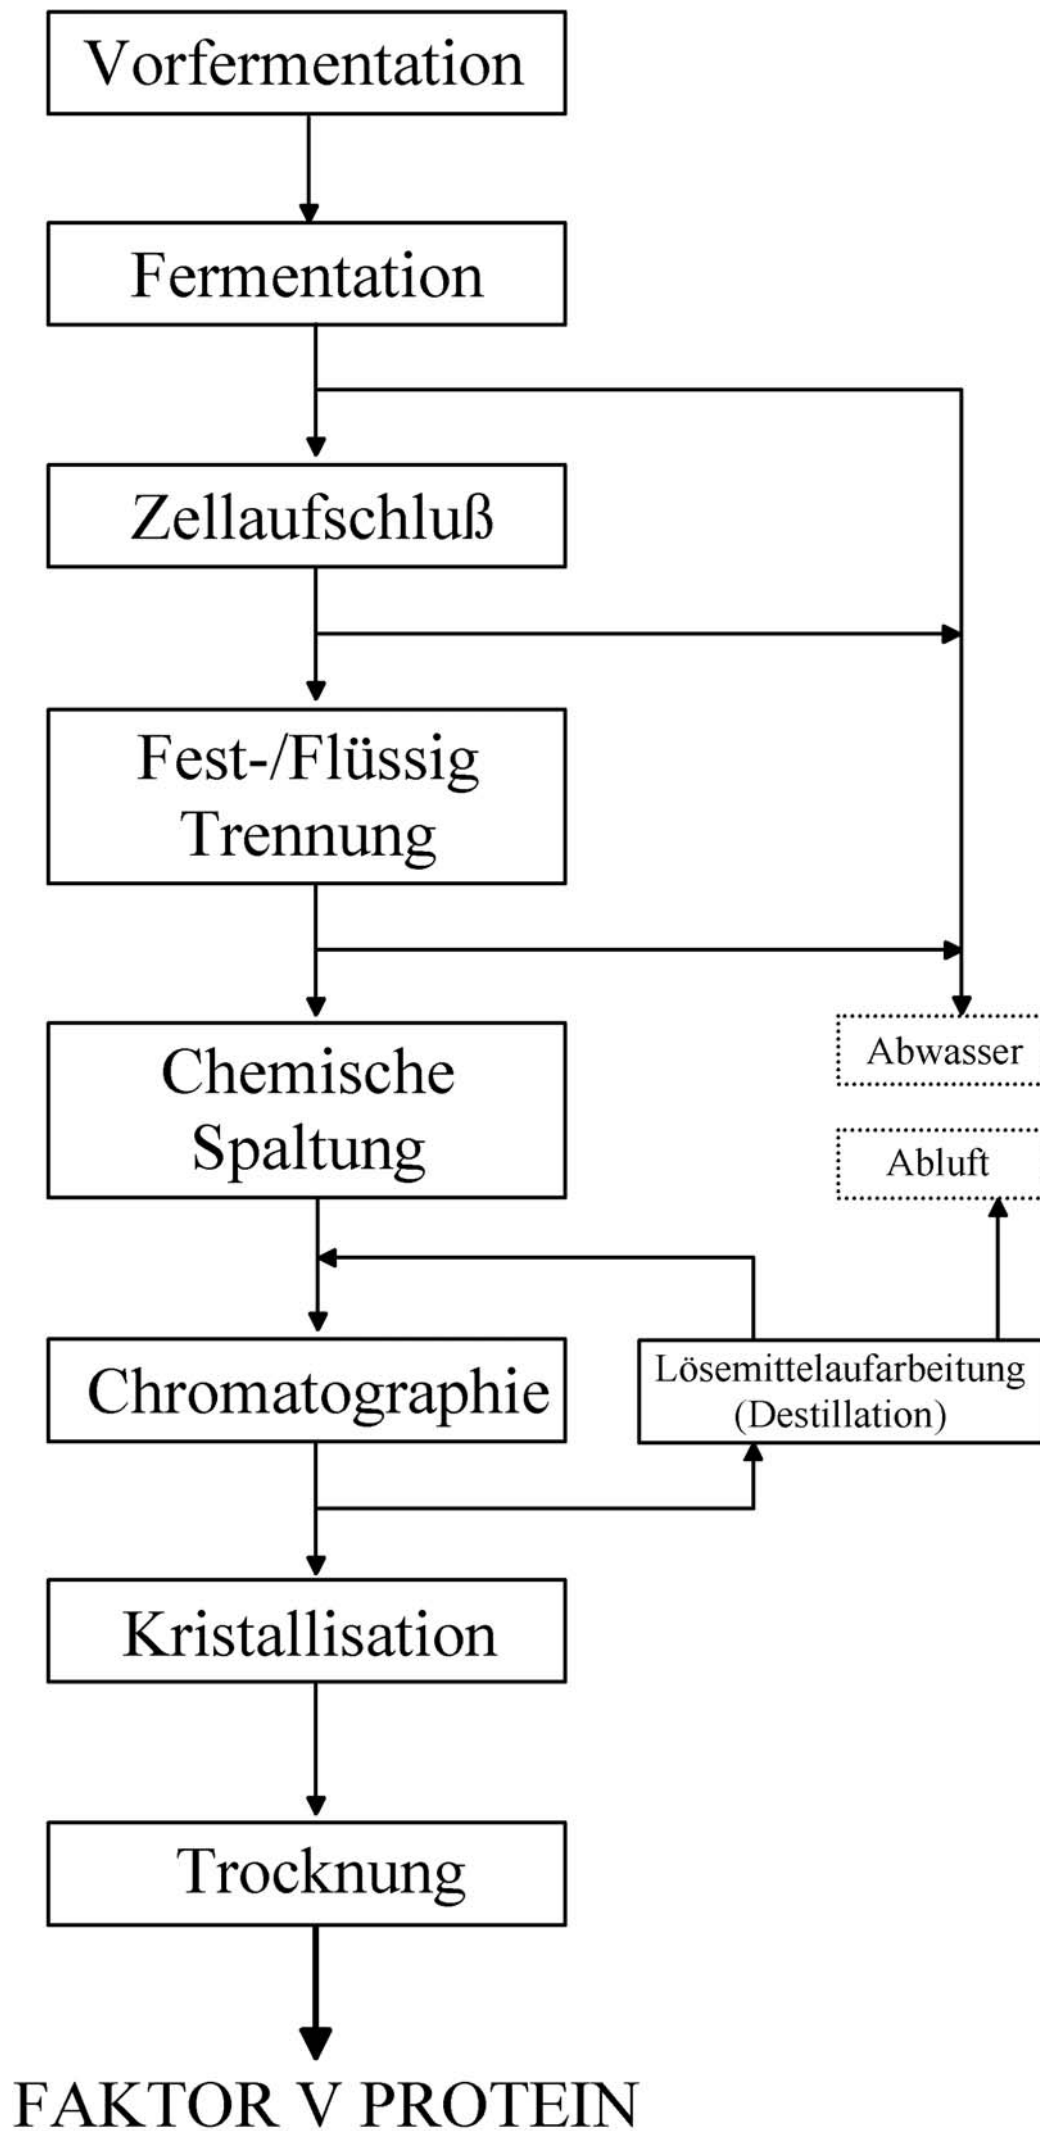 Vorfermentation
Fermentation
Zellaufschluß
Fest-/Flüssig
Trennung
Chemische
Spaltung
Abwasser
Abluft
Chromatographie
Lösemittelaufarbeitung
(Destillation)
Kristallisation
Trocknung
FAKTOR V PROTEIN